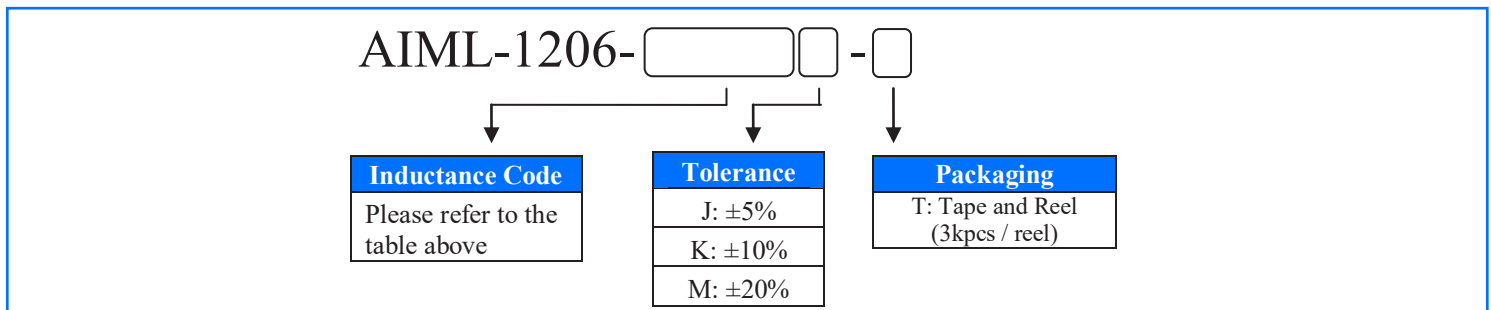 AIML-1206- -
Inductance Code
Please refer to the
table above
Tolerance
J: ±5%
K: ±10%
M: ±20%
Packaging
T: Tape and Reel
(3kpcs / reel)